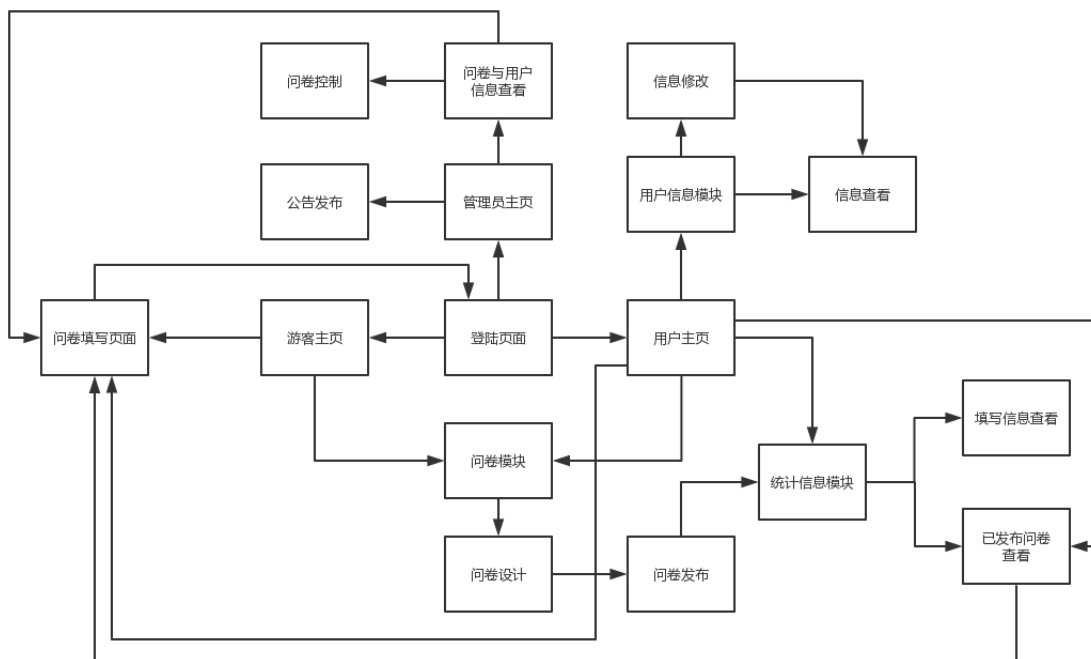 问卷控制
问卷与用户
信息查看
信息修改
公告发布
管理员主页
用户信息模块
信息查看
问卷填写页面
游客主页
登陆页面
用户主页
填写信息查看
问卷模块
统计信息模块
问卷设计
问卷发布
已发布问卷
查看